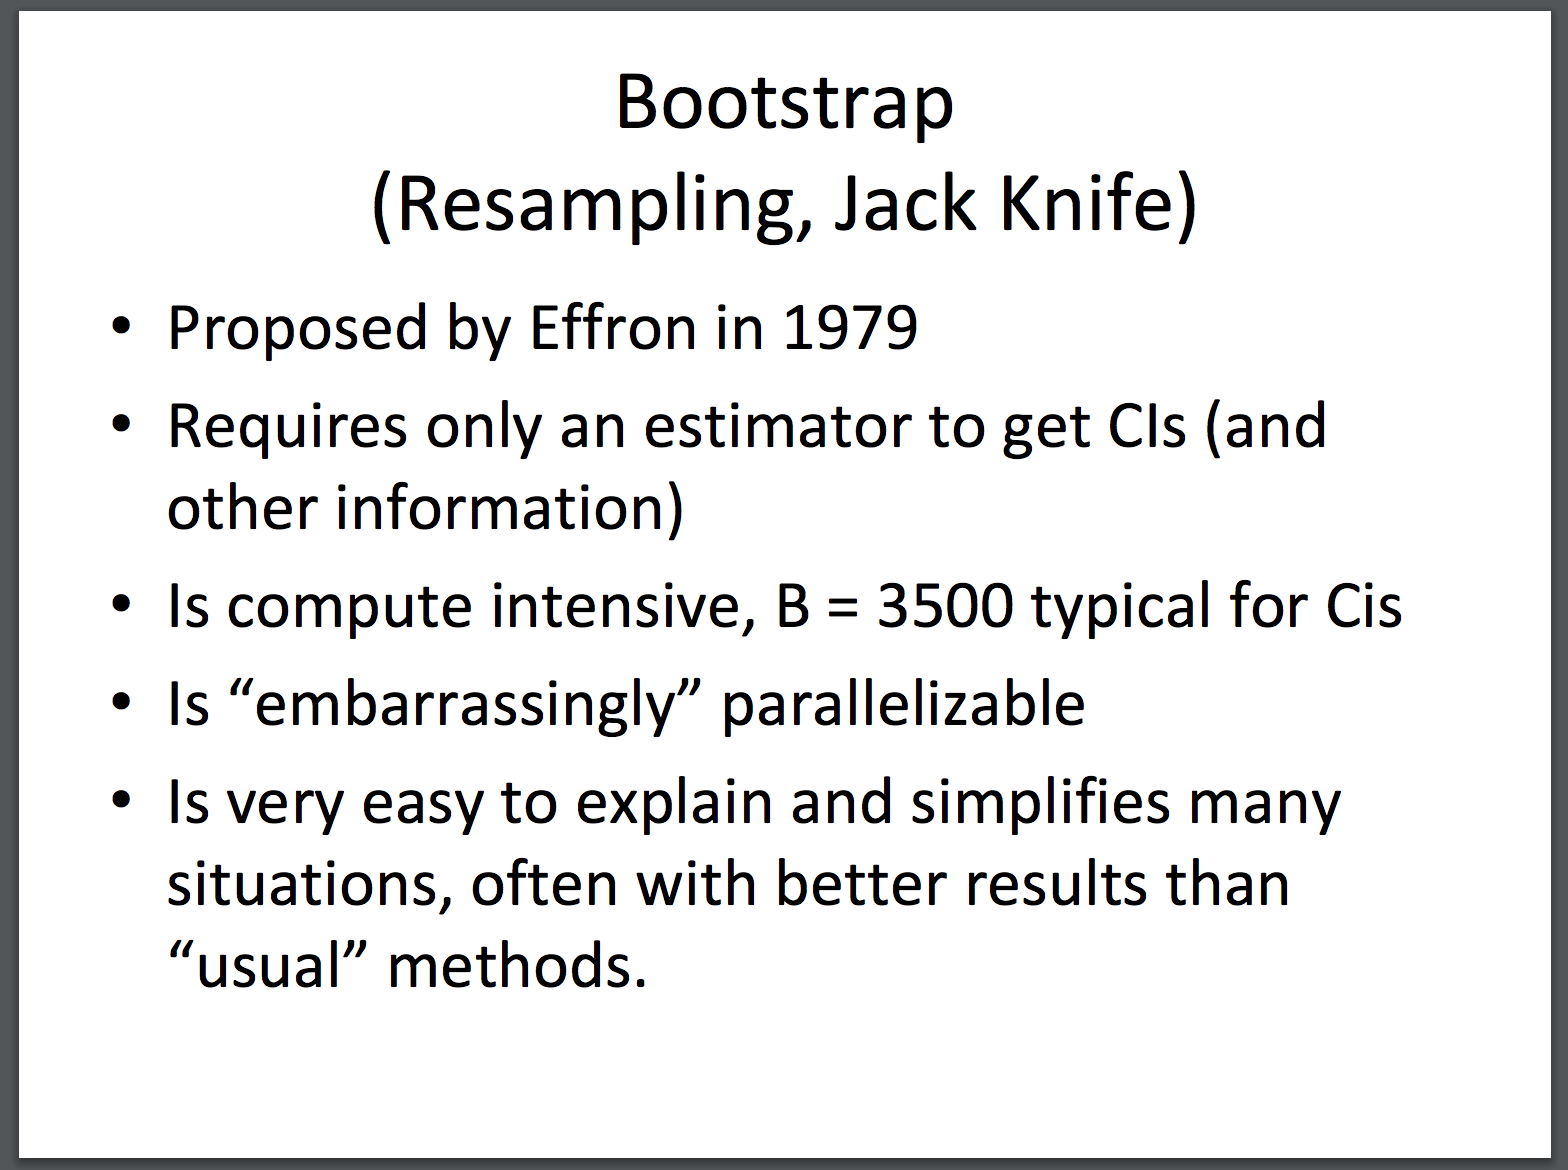 Bootstrap
(Resampling, Jack Knife)
• Proposed by Effron in 1979
• Requires only an estimator to get CIs (and
other information)
• Is compute intensive, B = 3500 typical for Cis
• Is “embarrassingly” parallelizable
• Is very easy to explain and simplifies many
situations, often with better results than
“usual” methods.